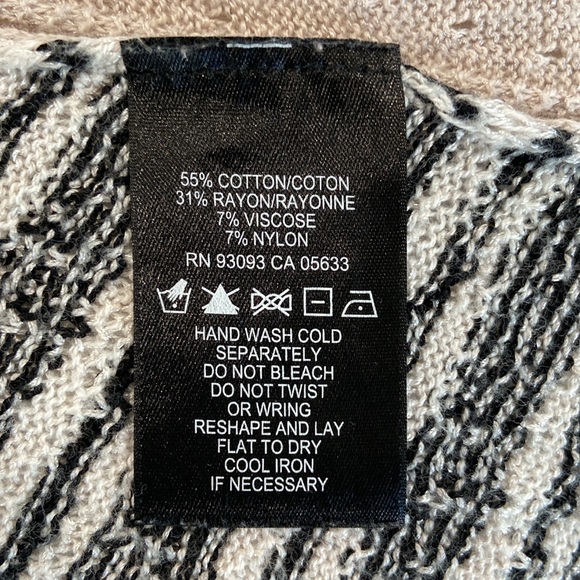 55% COTTON/COTON
31% RAYON/RAYONNE
7% VISCOSE
7% NYLON
RN 93093 CA 05633
HAND WASH COLD
SEPARATELY
DO NOT BLEACH
DO NOT TWIST
OR WRING
RESHAPE AND LAY
FLAT TO DRY
COOL IRON
IF NECESSARY